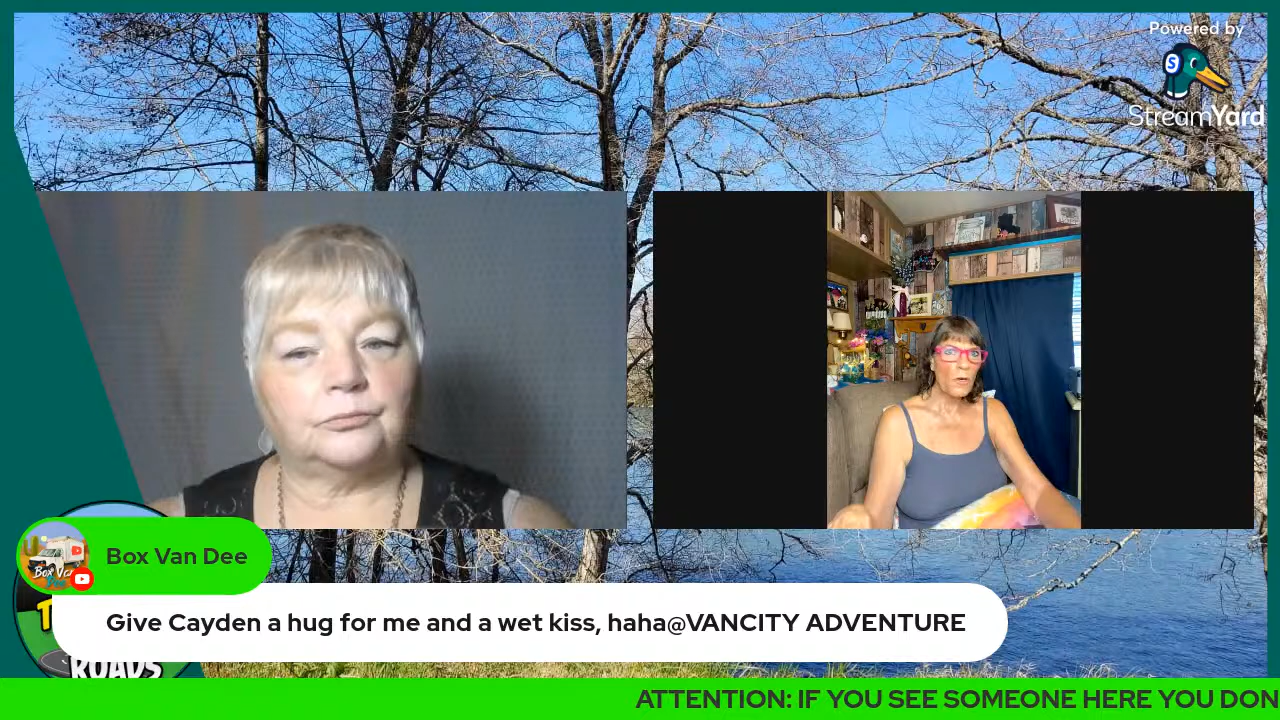 Powered by
StreamYard
Box Van Dee
Give Cayden a hug for me and a wet kiss, haha@VANCITY ADVENTURE
ROADS
ATTENTION: IF YOU SEE SOMEONE HERE YOU DON